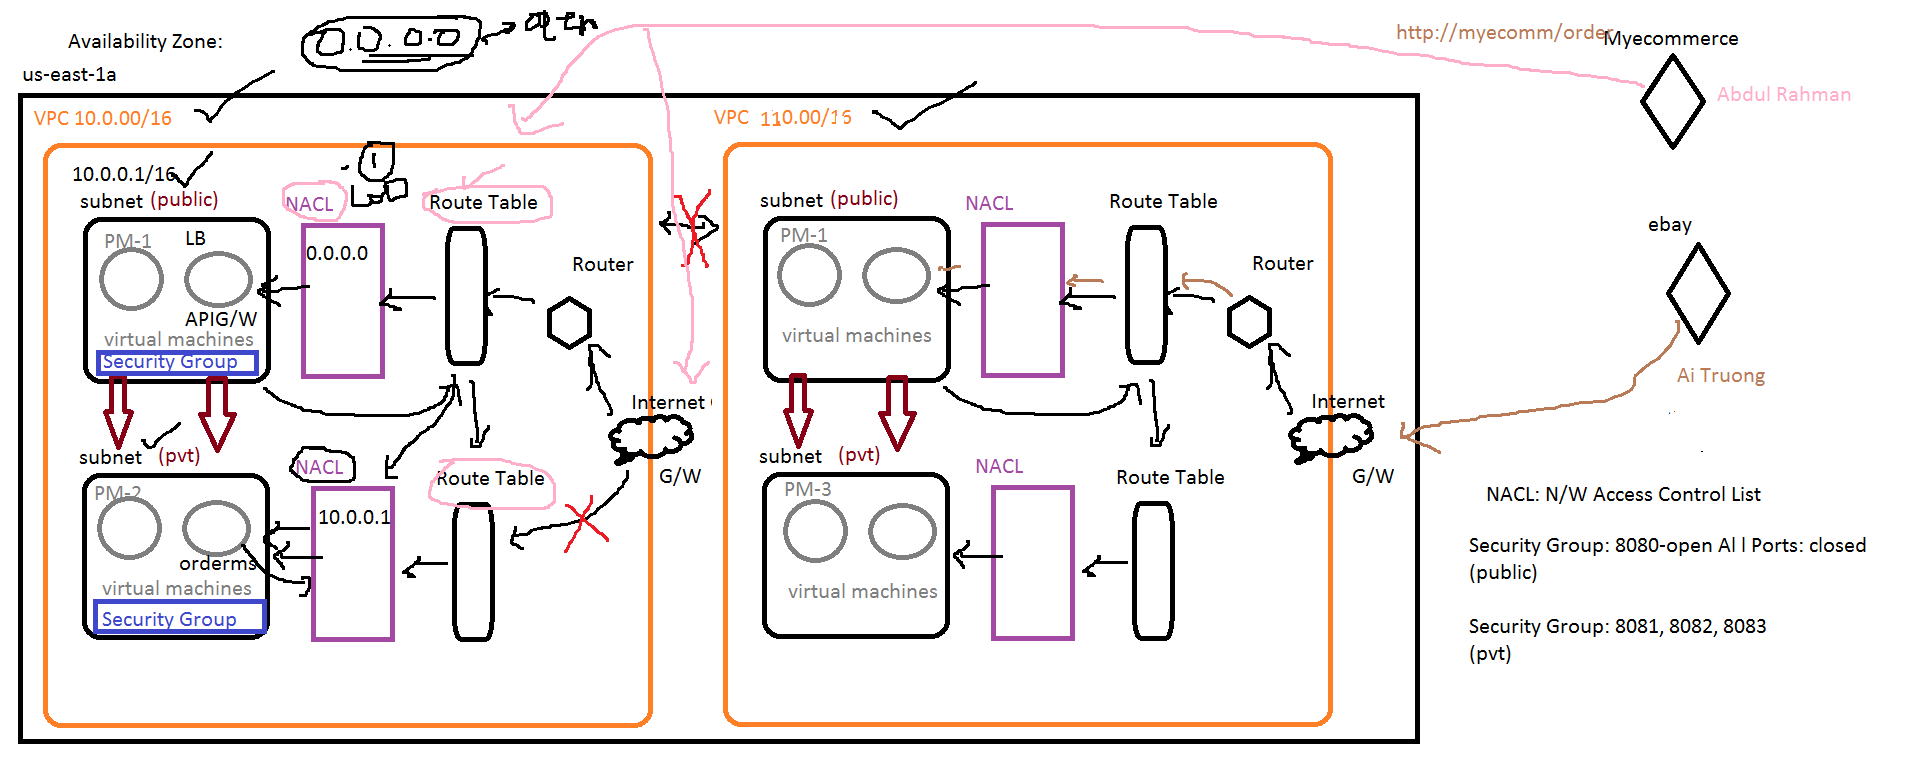 Availability Zone:
us-east-1a
0.0.0.0
open
http://myecomm/order
Myecommerce
Abdul Rahman
VPC 10.0.00/16
10.0.0.1/16
subnet (public)
NACL
Route Table
PM-1
LB
0.0.0.0
Router
APIG/W
virtual machines
Security Group
Internet
G/W
subnet (pvt)
NACL
Route Table
PM-2
10.0.0.1
orderms
virtual machines
Security Group
VPC 110.00/16
subnet (public)
NACL
Route Table
PM-1
Router
virtual machines
Internet
G/W
subnet (pvt)
NACL
Route Table
PM-3
virtual machines
ebay
Ai Truong
NACL: N/W Access Control List
Security Group: 8080-open Al l Ports: closed
(public)
Security Group: 8081, 8082, 8083
(pvt)